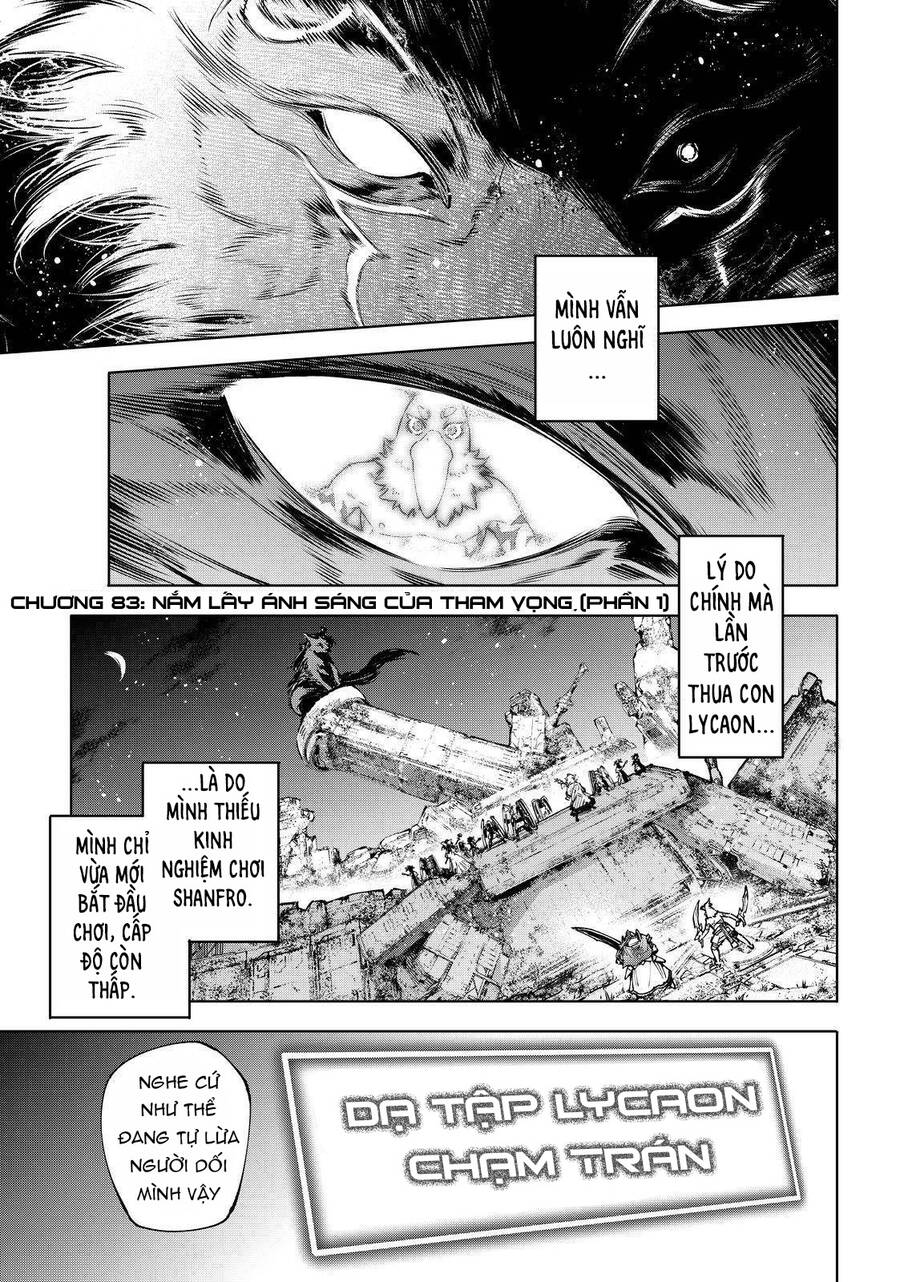 MÌNH VẪN
LUÔN NGHĨ
...
LÝ DO
CHÍNH MÀ
LẦN
TRƯỚC
THUA CON
LYCAON...
CHƯƠNG 83: NẮM LẤY ÁNH SÁNG CỦA THAM VỌNG (PHẦN 1)
...LÀ DO
MÌNH THIẾU
KINH
NGHIỆM CHƠI
SHANFRO.
MÌNH CHỈ
VỪA MỚI
BẮT ĐẦU
CHƠI, CẤP
ĐỘ CÒN
THẤP.
DẠ TẬP LYCAON
CHẠM TRÁN
NGHE CỨ
NHƯ THỂ
ĐANG TỰ LỪA
NGƯỜI DỐI
MÌNH VẬY